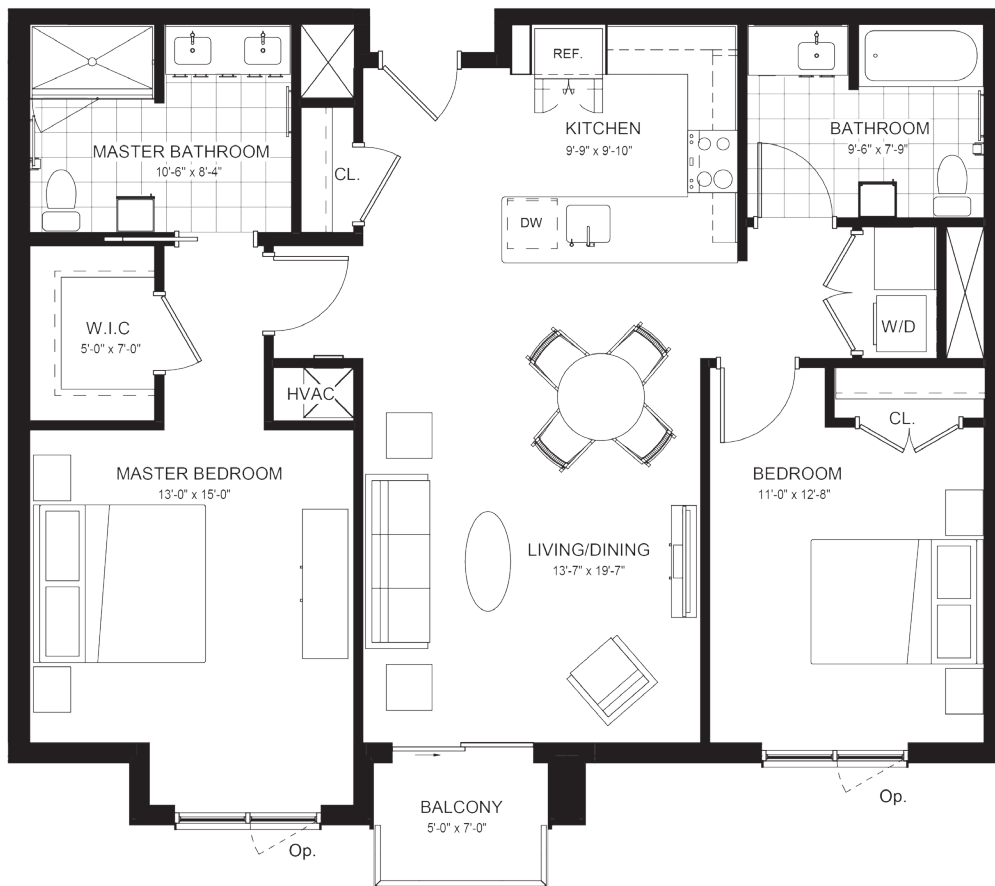 REF.
KITCHEN
9'-9" x 9'-10"
BATHROOM
9'-6" x 7'-9"
MASTER BATHROOM
10'-6" x 8'-4"
CL.
DW
W.I.C
5'-0" x 7'-0"
W/D
HVAC
CL.
MASTER BEDROOM
13'-0" x 15'-0"
BEDROOM
11'-0" x 12'-8"
LIVING/DINING
13'-7" x 19'-7"
BALCONY
5'-0" x 7'-0"
Op.
Op.